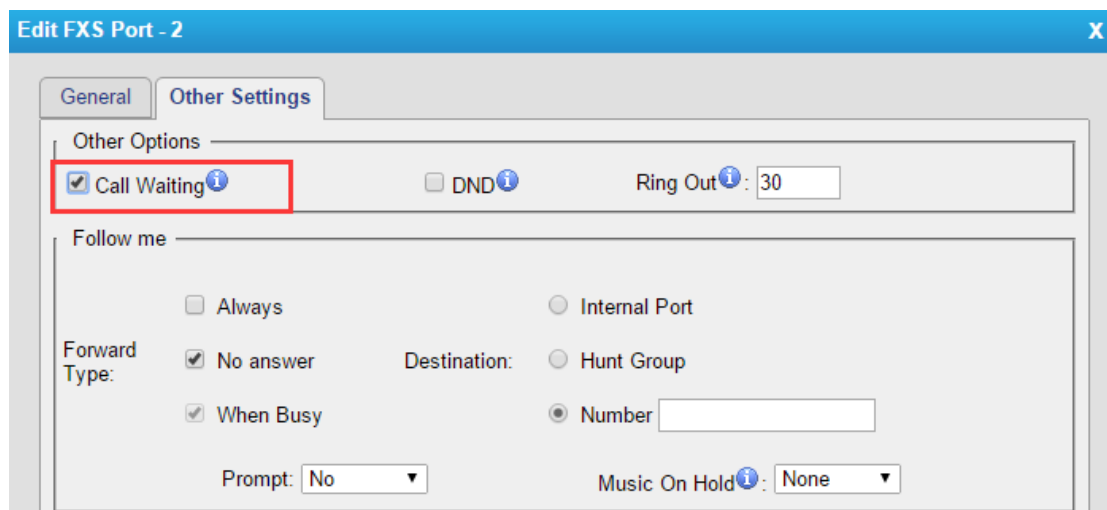 Edit FXS Port - 2 X
General Other Settings
Other Options
Call Waiting DND Ring Out : 30
Follow me
Always Internal Port
Forward Type: No answer Destination: Hunt Group
When Busy Number
Prompt: No Music On Hold : None